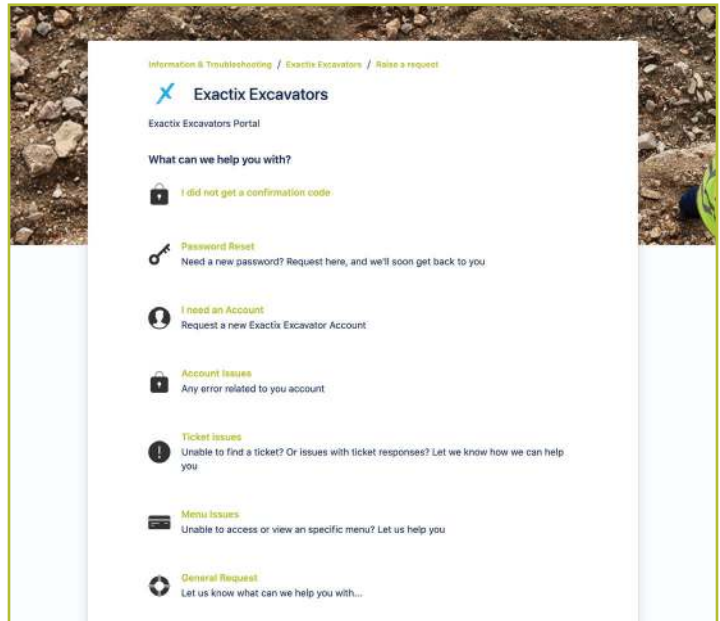 Information & Troubleshooting / Exactix Excavators / Raise a request
Exactix Excavators
Exactix Excavators Portal
What can we help you with?
I did not get a confirmation code
Password Reset
Need a new password? Request here, and we'll soon get back to you
I need an Account
Request a new Exactix Excavator Account
Account Issues
Any error related to you account
Ticket issues
Unable to find a ticket? Or issues with ticket responses? Let we know how we can help
you
Menu Issues
Unable to access or view an specific menu? Let us help you
General Request
Let us know what can we help you with...